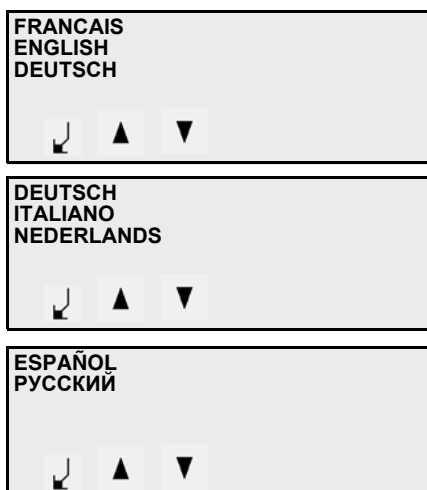 FRANCAIS
ENGLISH
DEUTSCH
DEUTSCH
ITALIANO
NEDERLANDS
ESPAÑOL
РУССКИЙ